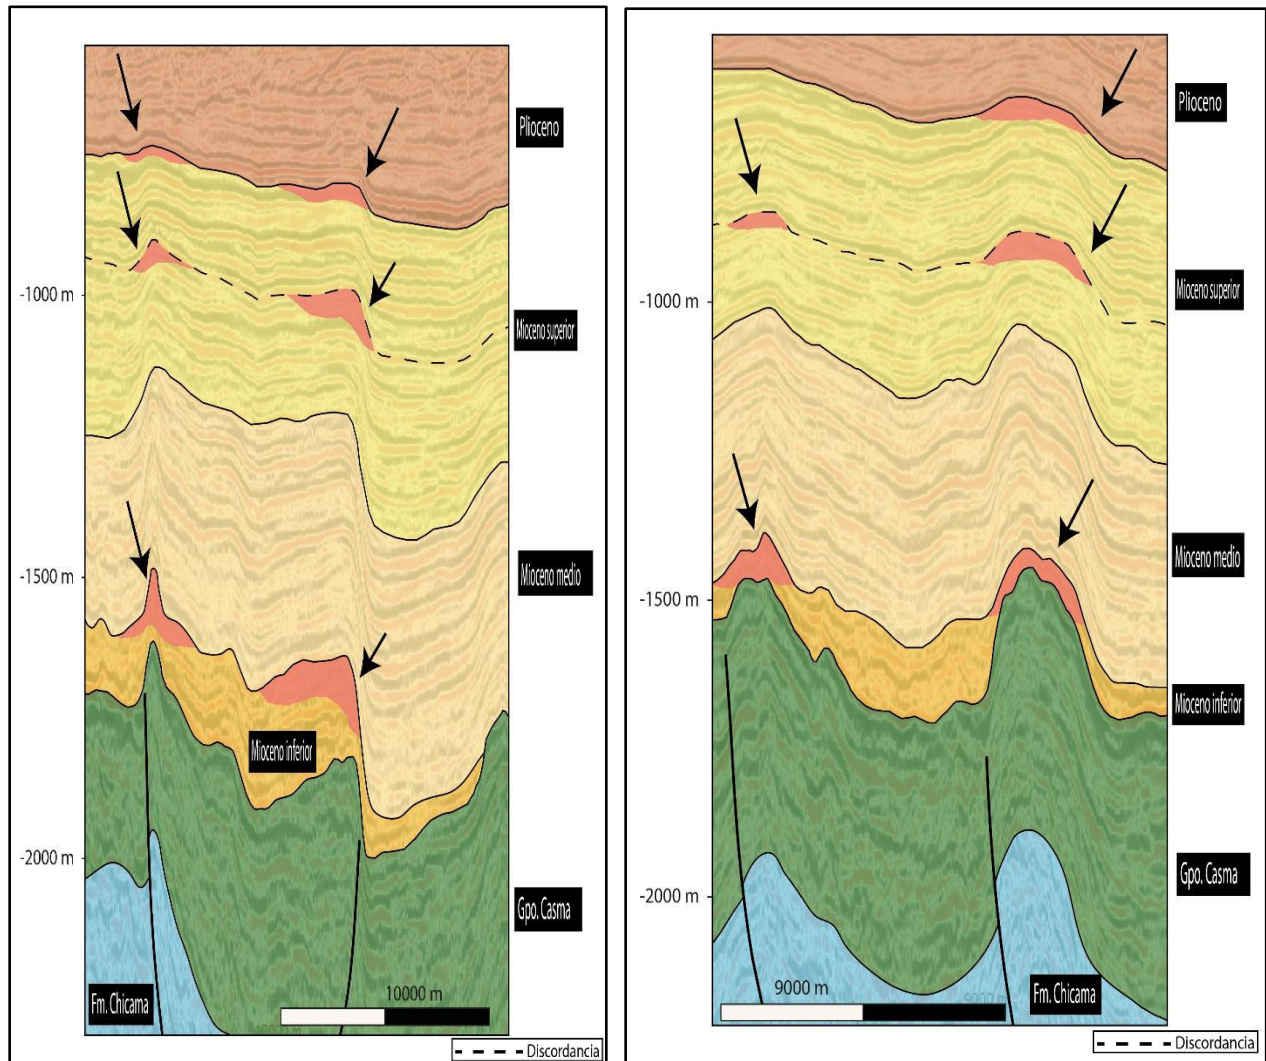 Plioceno
-1000 m
Mioceno superior
-1500 m
Mioceno medio
Mioceno inferior
-2000 m
Gpo. Casma
Fm. Chicama
10000 m
Discordancia
Plioceno
-1000 m
Mioceno superior
Mioceno medio
-1500 m
Mioceno inferior
Gpo. Casma
-2000 m
9000 m
Fm. Chicama
Discordancia